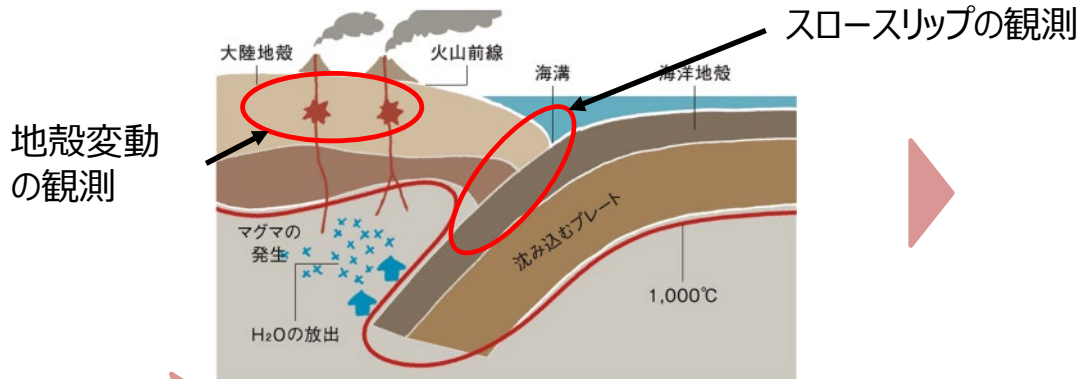 スロースリップの観測
大陸地殻
火山前線
海溝
海洋地殻
地殻変動
の観測
マグマの
発生
沈み込むプレート
1,000℃
H₂Oの放出